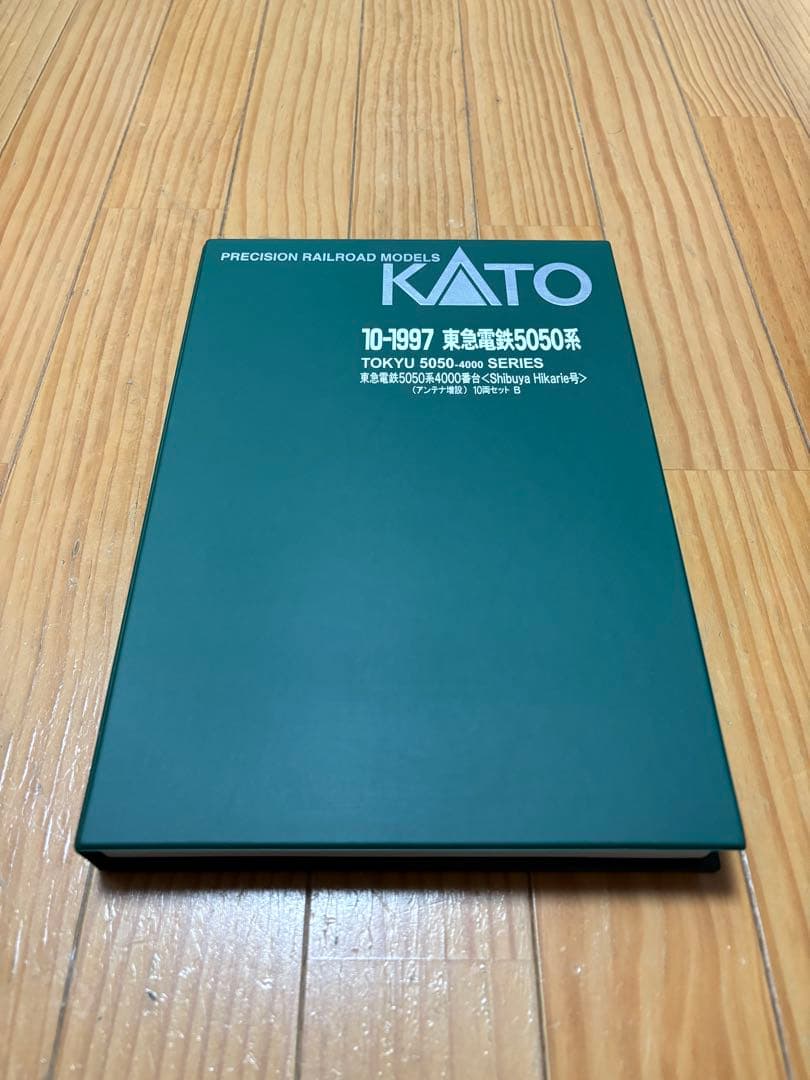 PRECISION RAILROAD MODELS
KATO
10-1997 東急電鉄5050系
TOKYU 5050-4000 SERIES
東急電鉄5050系4000番台<Shibuya Hikarie号>
(アンテナ増設) 10両セット B